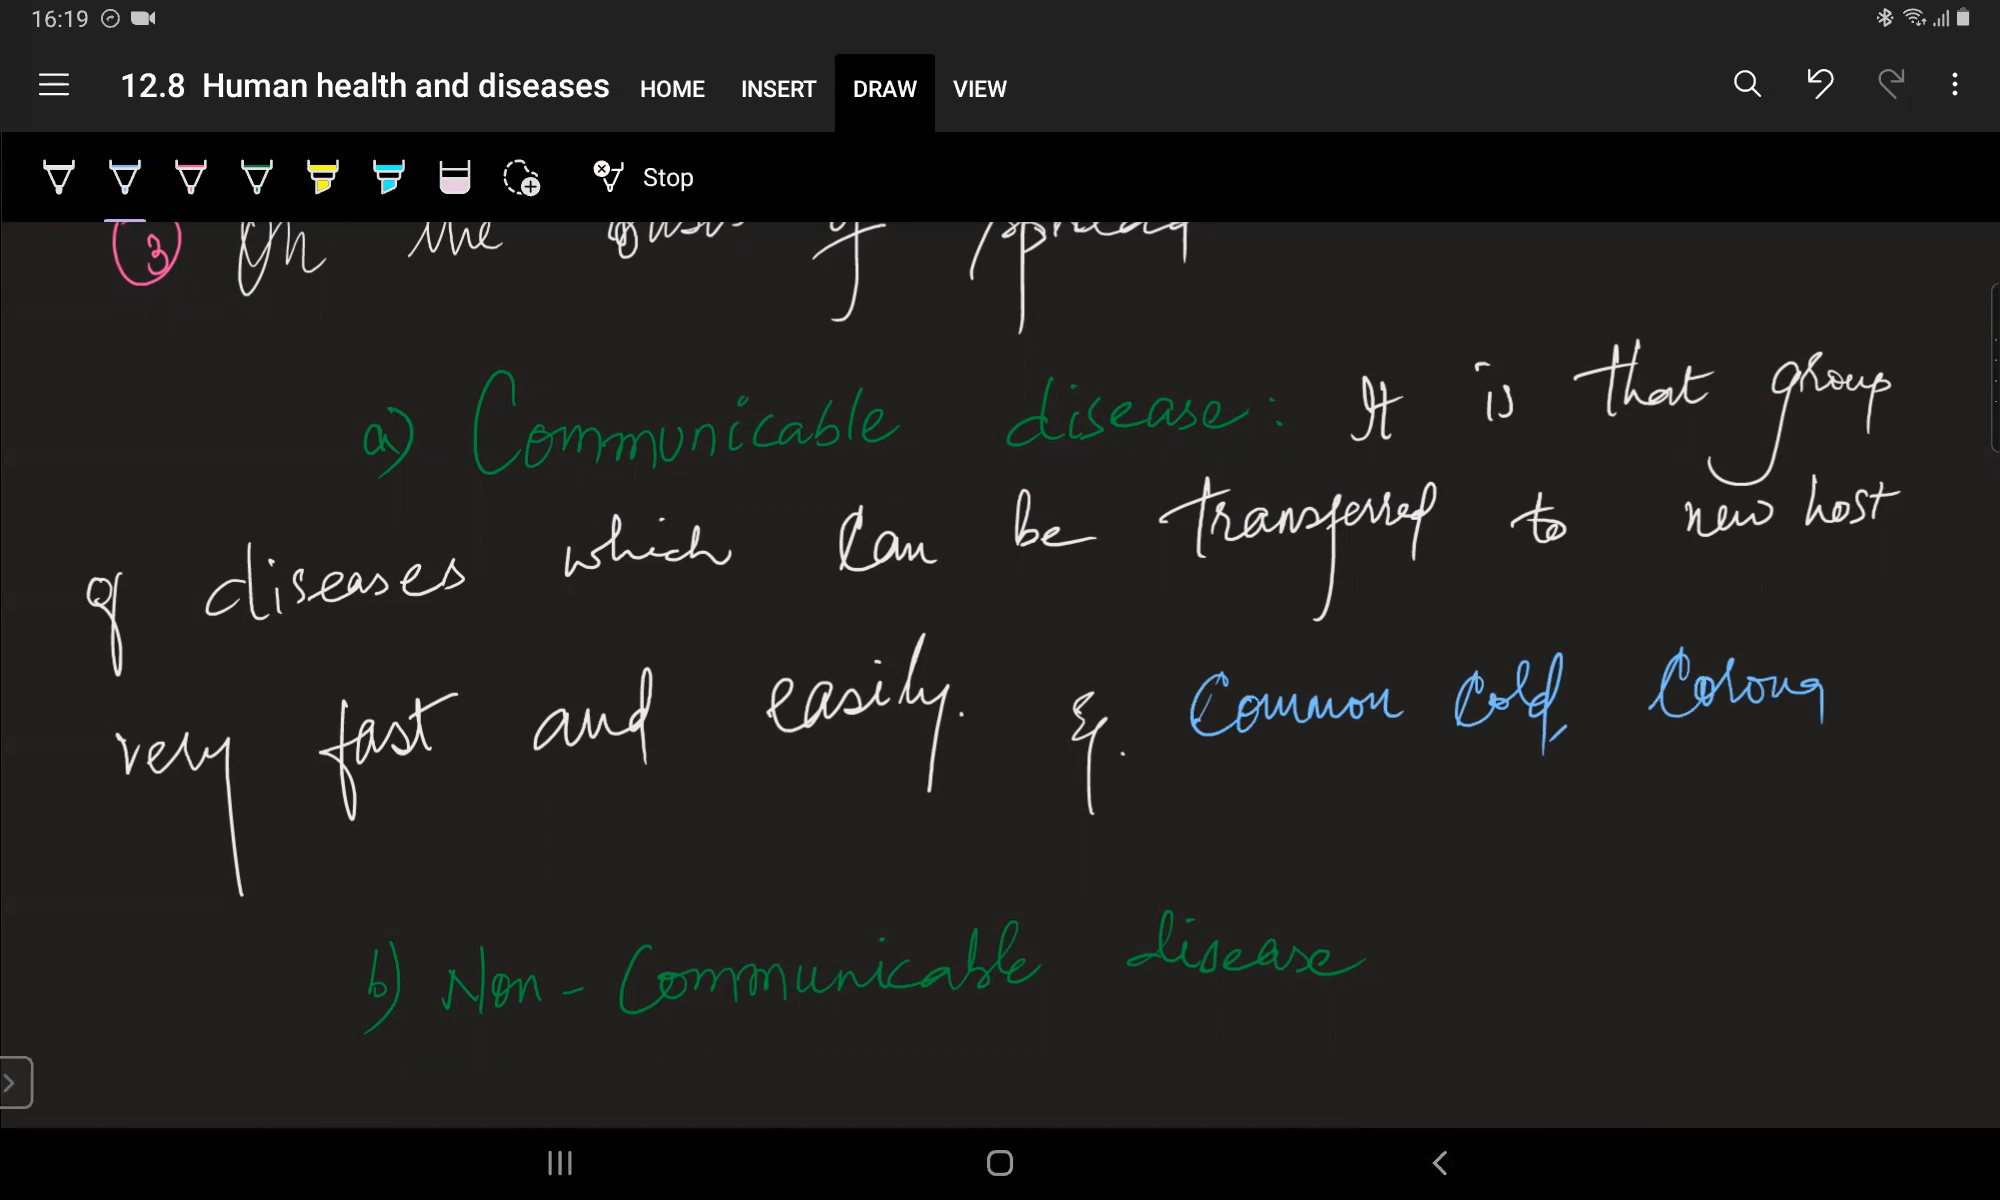 16:19
12.8 Human health and diseases HOME INSERT DRAW VIEW
Stop
3 On the basis of spread
a) Communicable disease: It is that group
of diseases which can be transferred to new host
very fast and easily. Eg. Common Cold, Corona
b) Non-Communicable disease